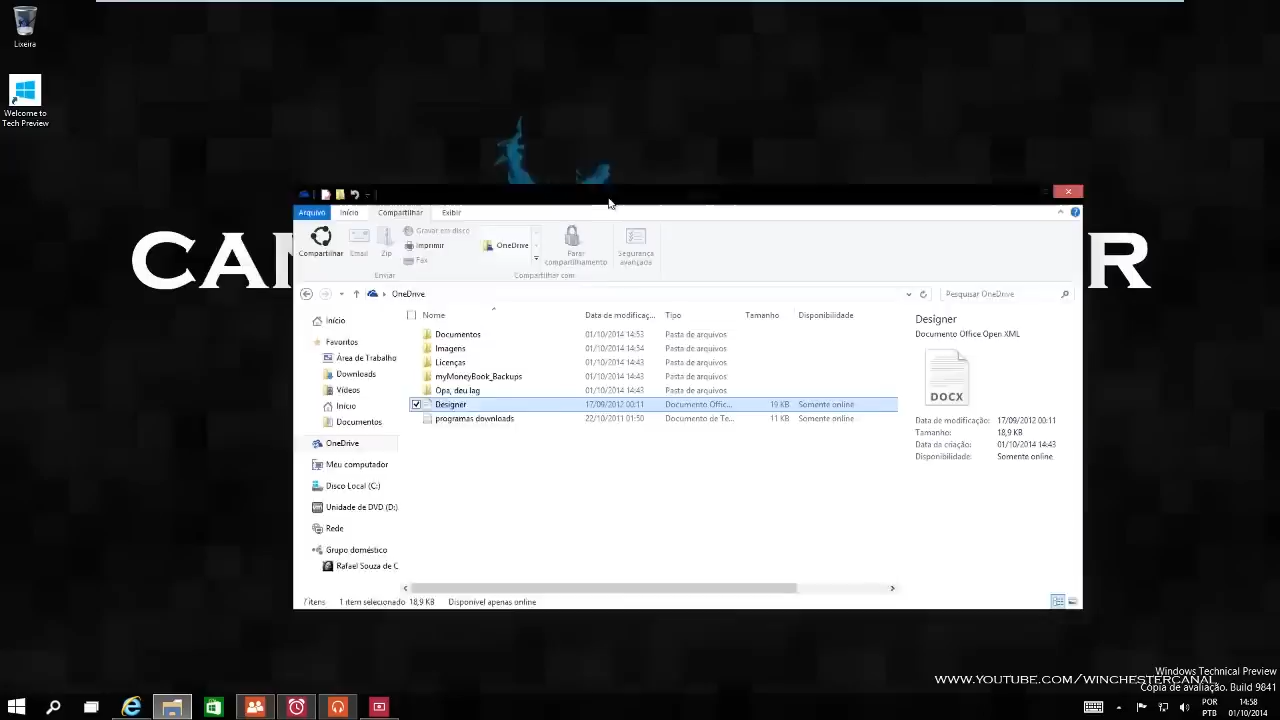 Lixeira
Welcome to
Tech Preview
CA
R
Arquivo Início Compartilhar Exibir
Compartilhar Email Zip
Gravar em disco
Imprimir
Fax
Enviar
OneDrive
Parar
compartilhamento
Compartilhar com
Segurança
avançada
OneDrive
Pesquisar OneDrive
Início
Favoritos
Área de Trabalho
Downloads
Vídeos
Início
Documentos
OneDrive
Meu computador
Disco Local (C:)
Unidade de DVD (D:)
Rede
Grupo doméstico
Rafael Souza de C
Nome Data de modificaç... Tipo Tamanho Disponibilidade
Documentos 01/10/2014 14:53 Pasta de arquivos
Imagens 01/10/2014 14:54 Pasta de arquivos
Licenças 01/10/2014 14:43 Pasta de arquivos
myMoneyBook_Backups 01/10/2014 14:43 Pasta de arquivos
Opa, deu lag 01/10/2014 14:43 Pasta de arquivos
Designer 17/09/2012 00:11 Documento Offic... 19 KB Somente online
programas downloads 22/10/2011 01:50 Documento de Te... 11 KB Somente online
Designer
Documento Office Open XML
DOCX
Data de modificação: 17/09/2012 00:11
Tamanho: 18,9 KB
Data da criação: 01/10/2014 14:43
Disponibilidade: Somente online
7 itens 1 item selecionado 18,9 KB Disponível apenas online
Windows Technical Preview
www.youtube.com/winchestercanal
Cópia de avaliação. Build 9841
POR
PTB
14:58
01/10/2014